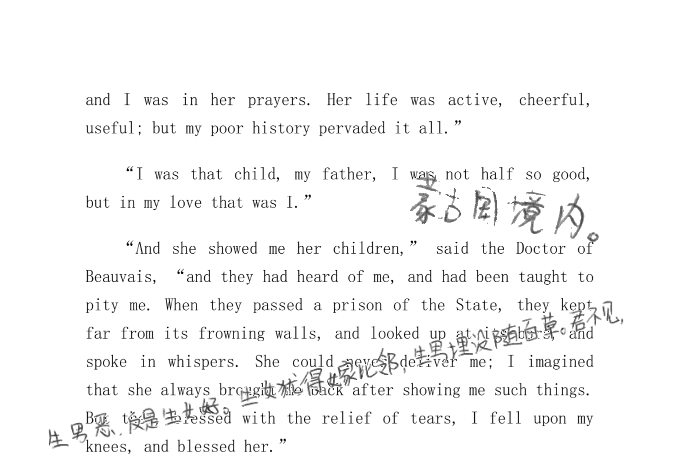 and I was in her prayers. Her life was active, cheerful,
useful; but my poor history pervaded it all.”
“I was that child, my father, I was not half so good,
but in my love that was I.”
蒙古国境内。
“And she showed me her children,” said the Doctor of
Beauvais, “and they had heard of me, and had been taught to
pity me. When they passed a prison of the State, they kept
far from its frowning walls, and looked up at its bars, and
spoke in whispers. She could never deliver me; I imagined
that she always brought me back after showing me such things.
But then, blessed with the relief of tears, I fell upon my
knees, and blessed her.”
生男恶,反是生女好。生女犹得嫁比邻,生男埋没随百草。君不见,